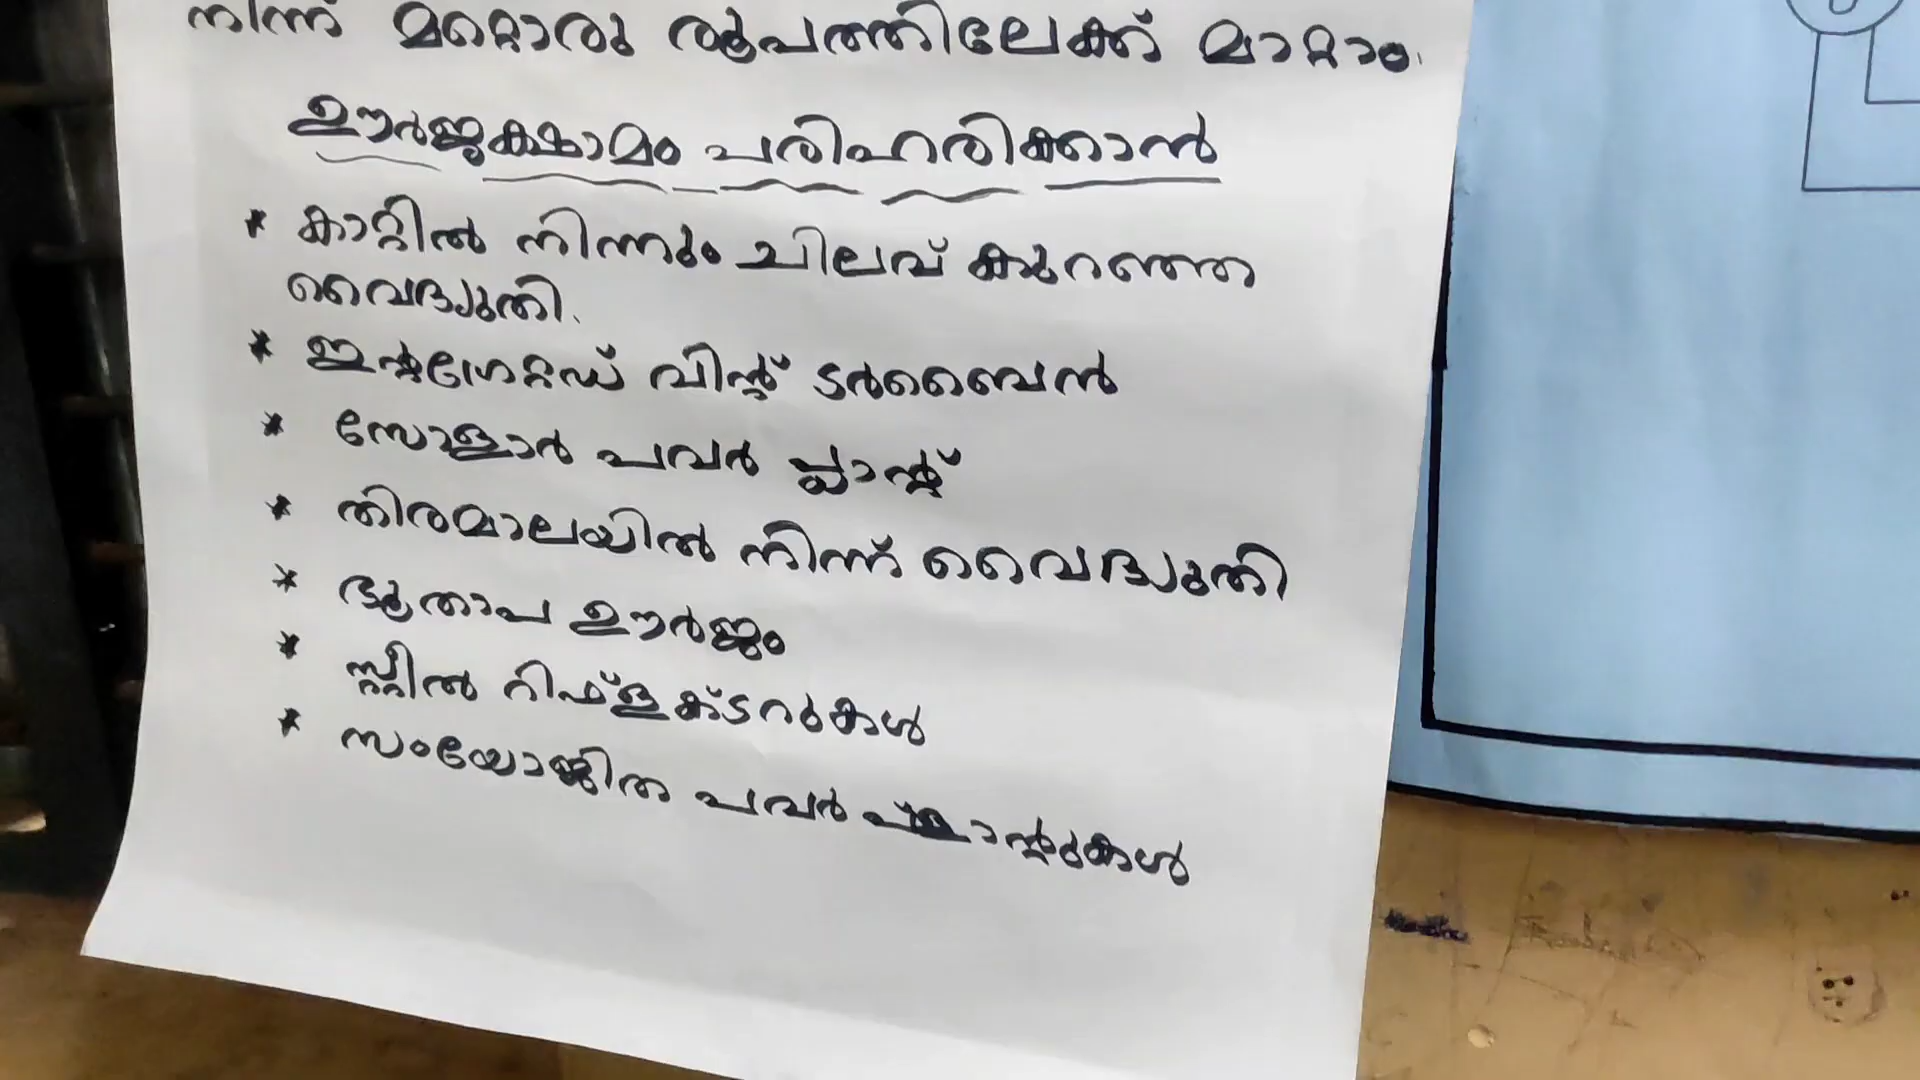 നിന്ന് മറ്റൊരു രൂപത്തിലേക്ക് മാറ്റാം.
ഊർജ്ജക്ഷാമം പരിഹരിക്കാൻ
* കാറ്റിൽ നിന്നും ചിലവ് കുറഞ്ഞ
വൈദ്യുതി.
* ഇന്റഗ്രേറ്റഡ് വിന്റ് ടർബൈൻ
* സോളാർ പവർ പ്ലാന്റ്
* തിരമാലയിൽ നിന്ന് വൈദ്യുതി
* ഭൂതാപ ഊർജ്ജം
* സ്റ്റീൽ റിഫ്ളക്ടറുകൾ
* സംയോജിത പവർ പ്ലാന്റുകൾ